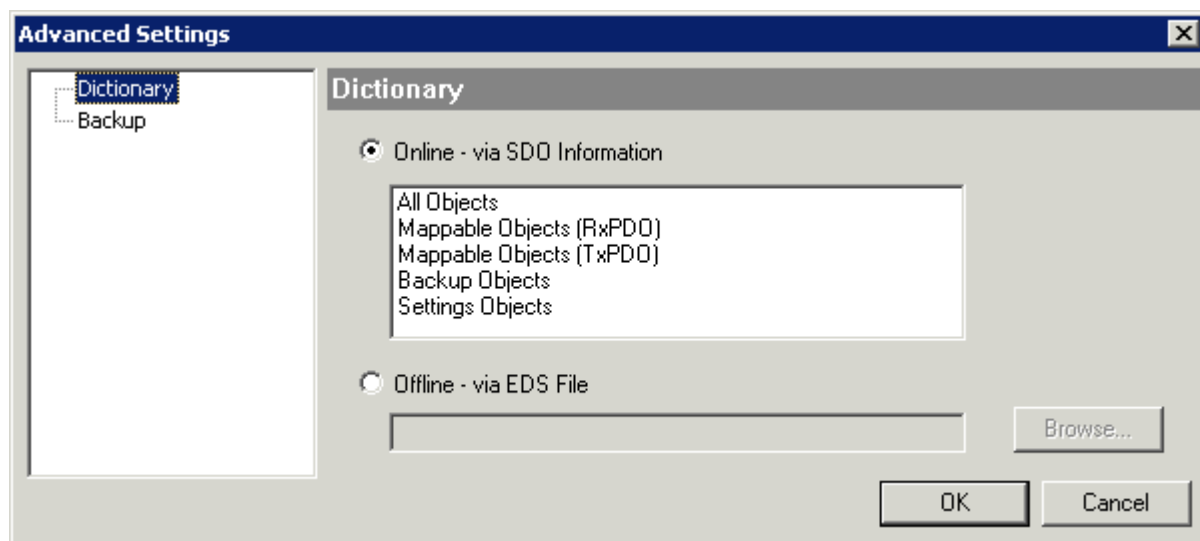 Advanced Settings
Dictionary
Backup
Dictionary
Online - via SDO Information
All Objects
Mappable Objects (RxPDO)
Mappable Objects (TxPDO)
Backup Objects
Settings Objects
Offline - via EDS File
Browse...
OK
Cancel